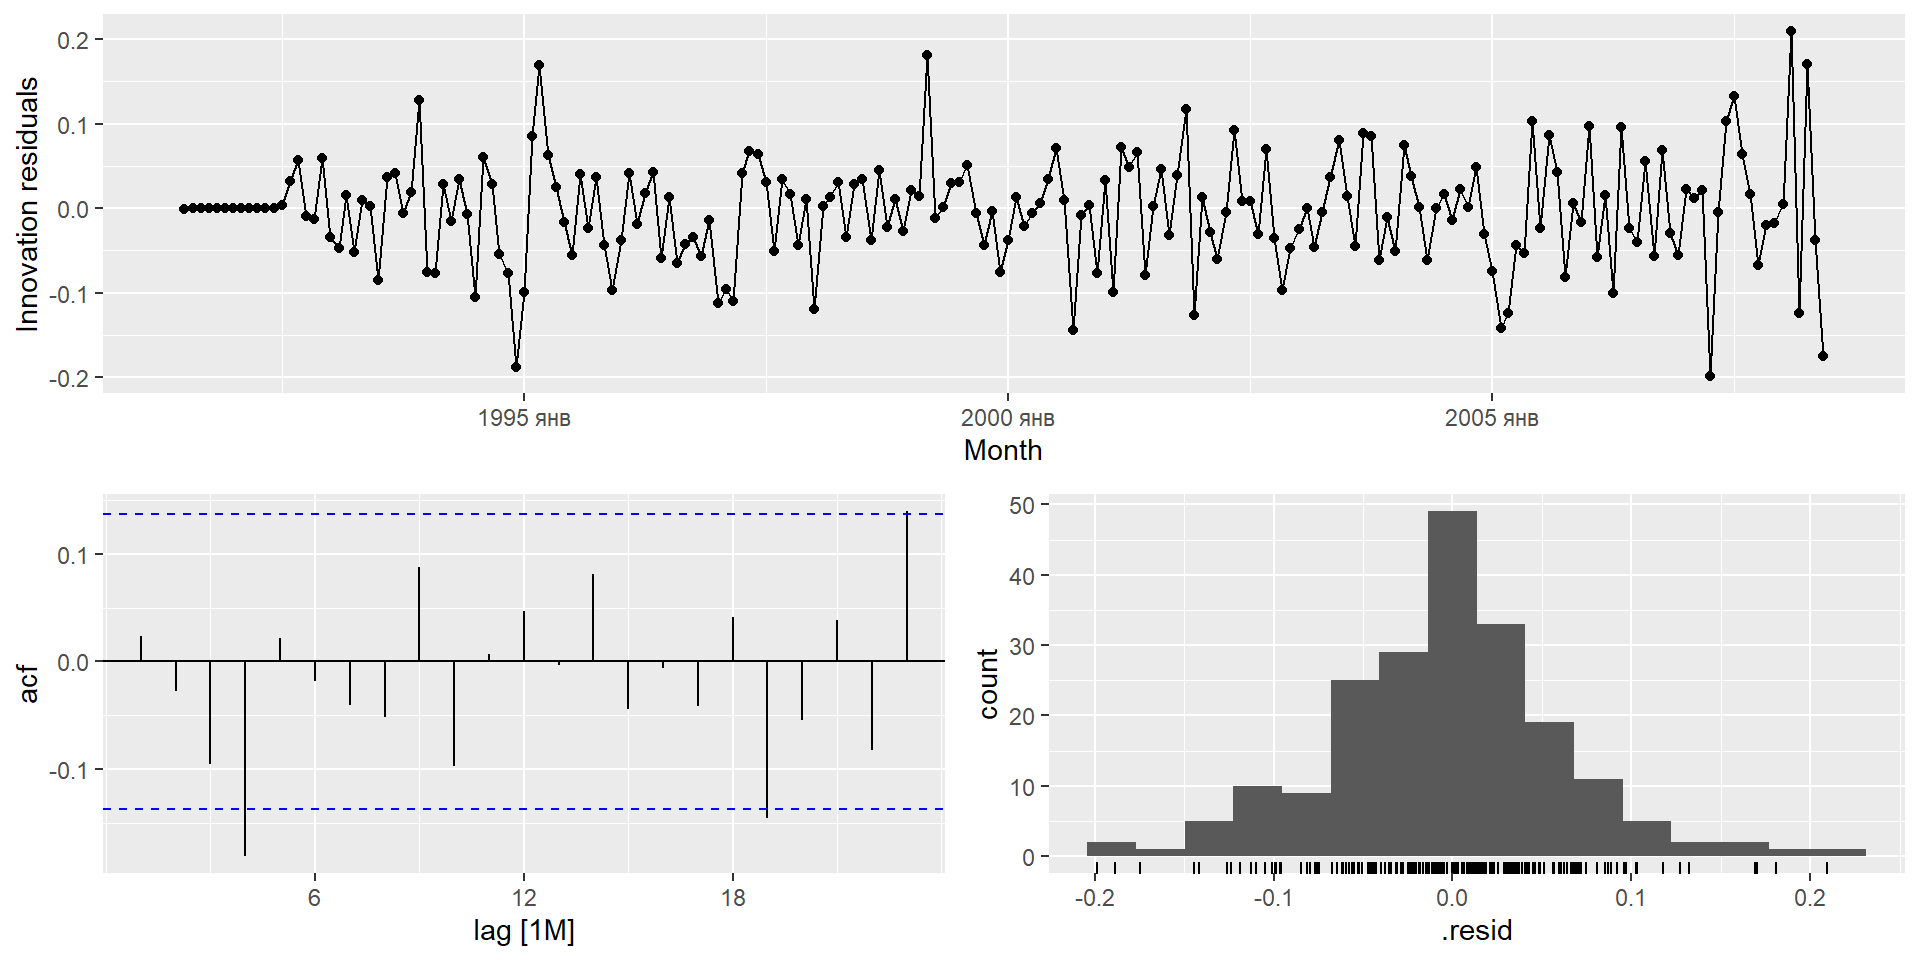 Innovation residuals
0.2
0.1
0.0
-0.1
-0.2
1995 янв
2000 янв
2005 янв
Month
acf
0.1
0.0
-0.1
6
12
18
lag [1M]
count
50
40
30
20
10
0
-0.2
-0.1
0.0
0.1
0.2
.resid